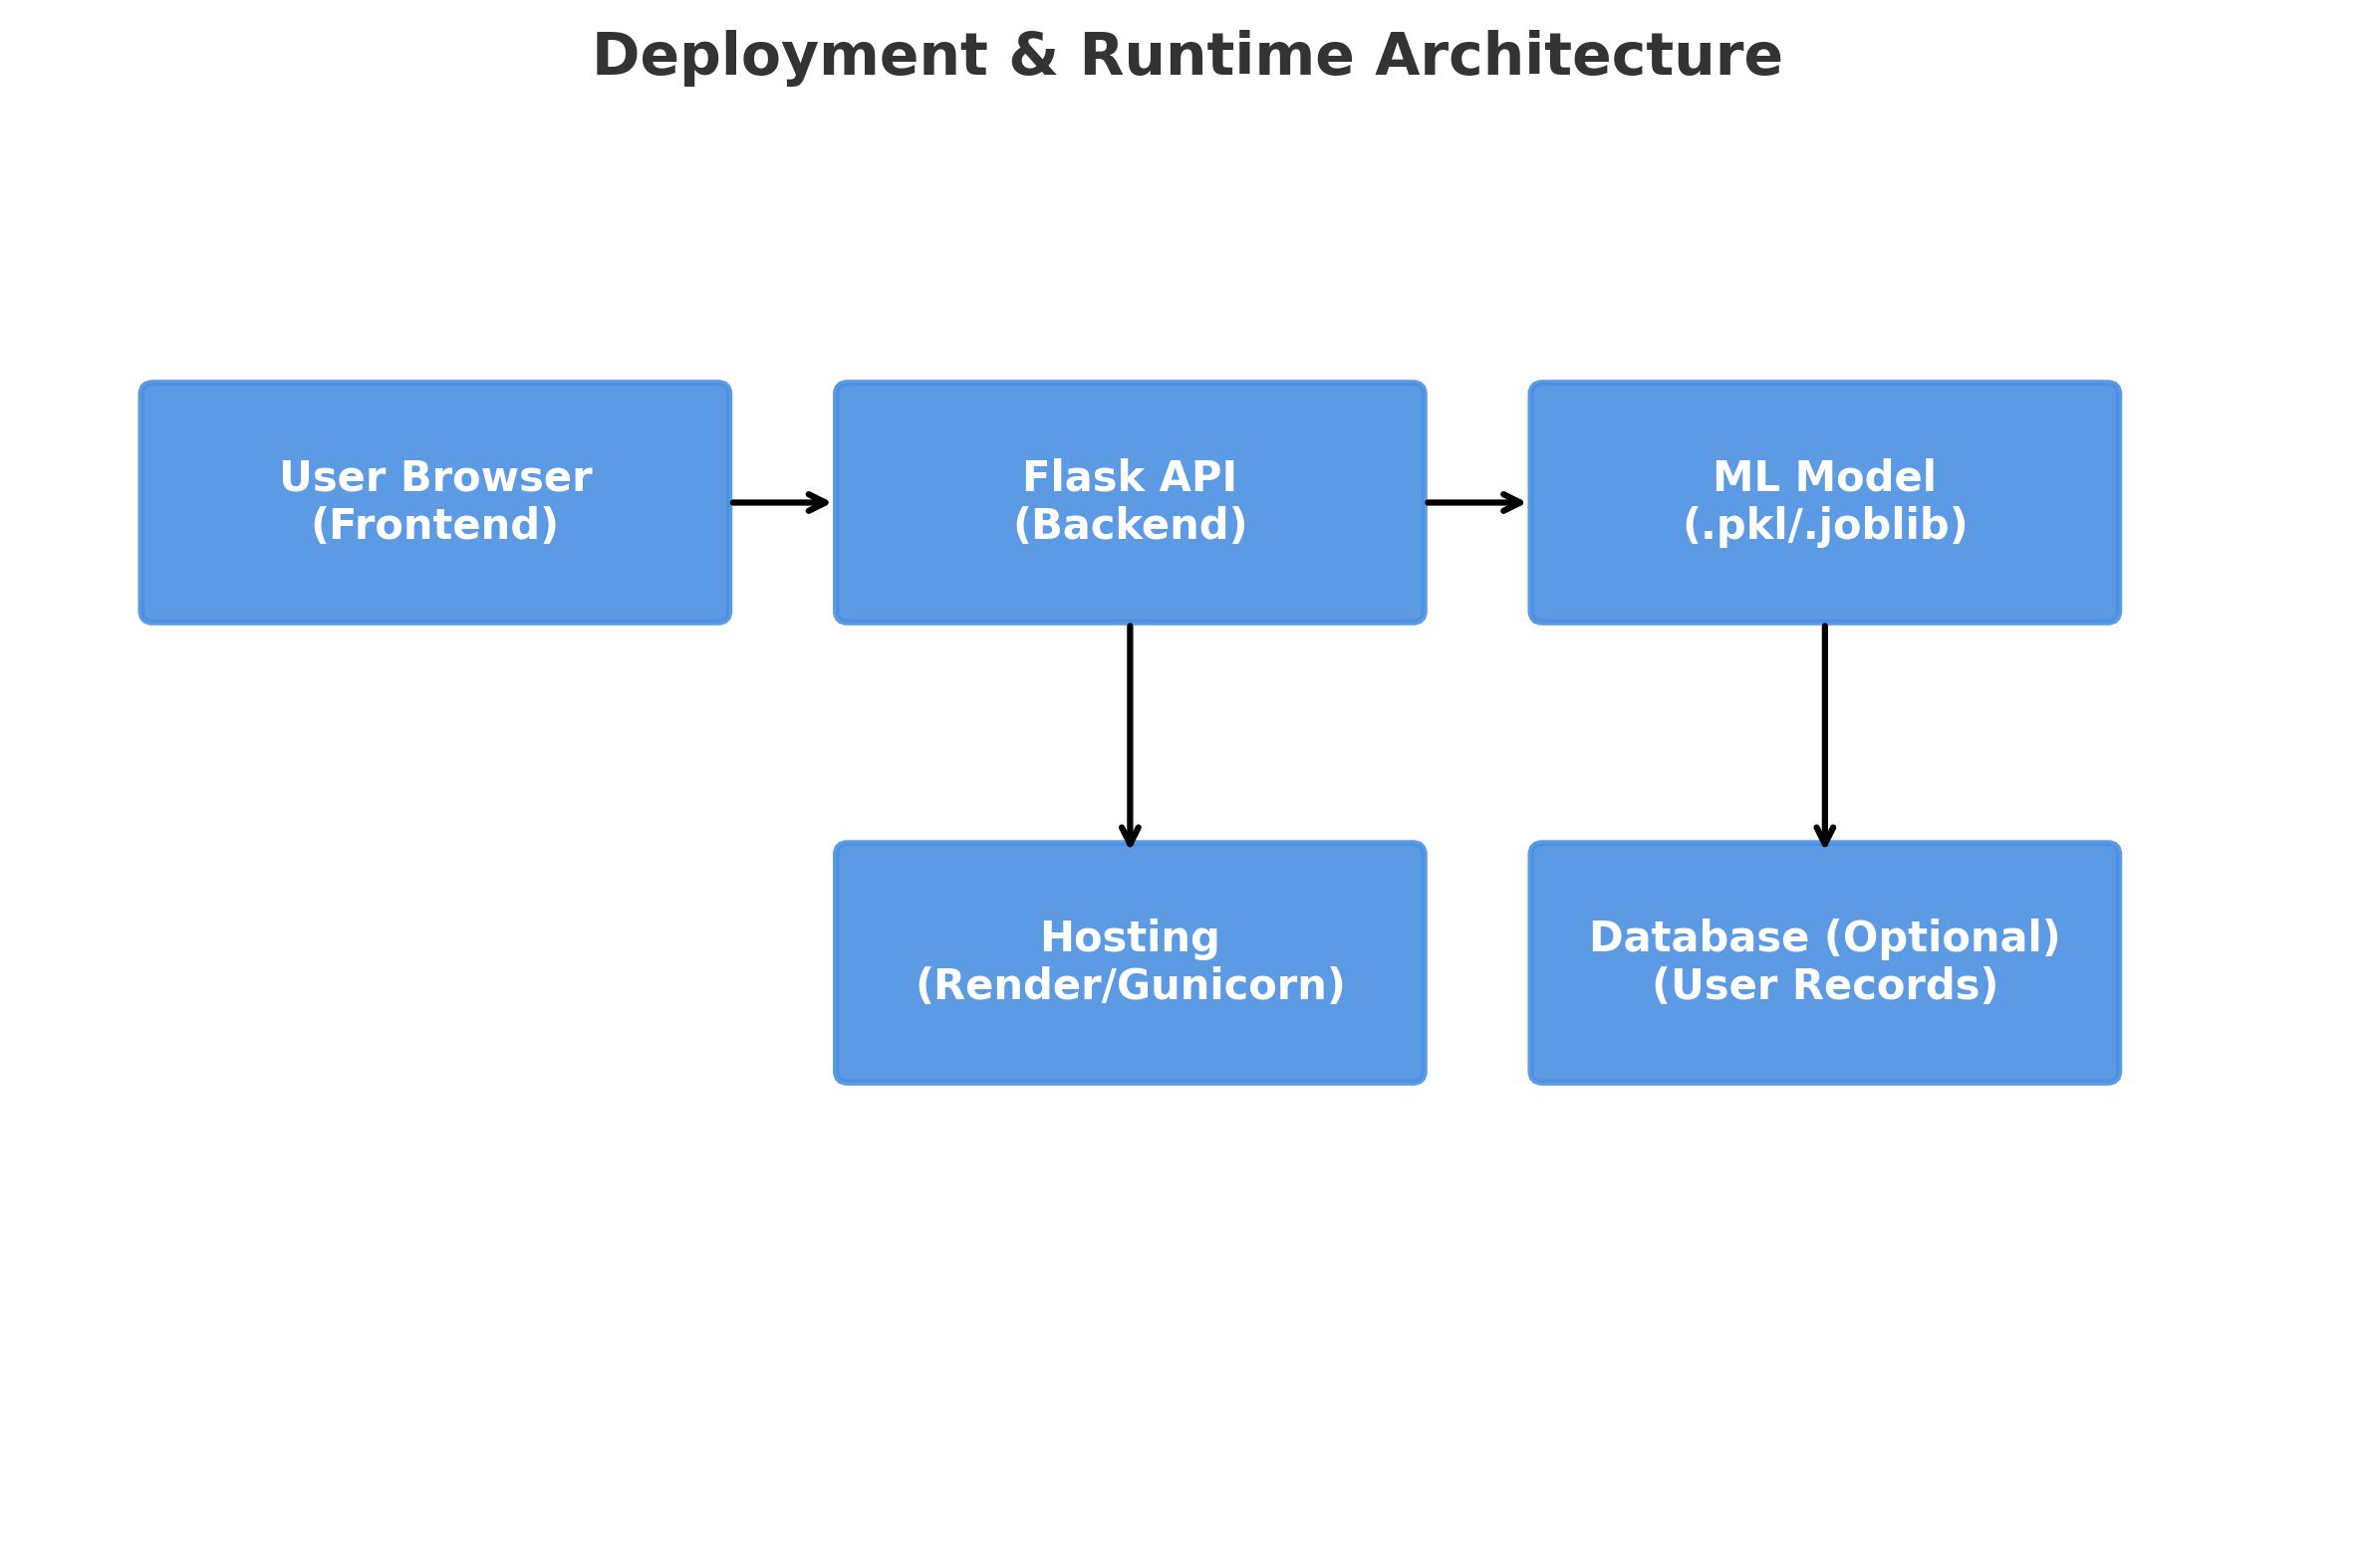 Deployment & Runtime Architecture
User Browser
(Frontend)
Flask API
(Backend)
ML Model
(.pkl/.joblib)
Hosting
(Render/Gunicorn)
Database (Optional)
(User Records)